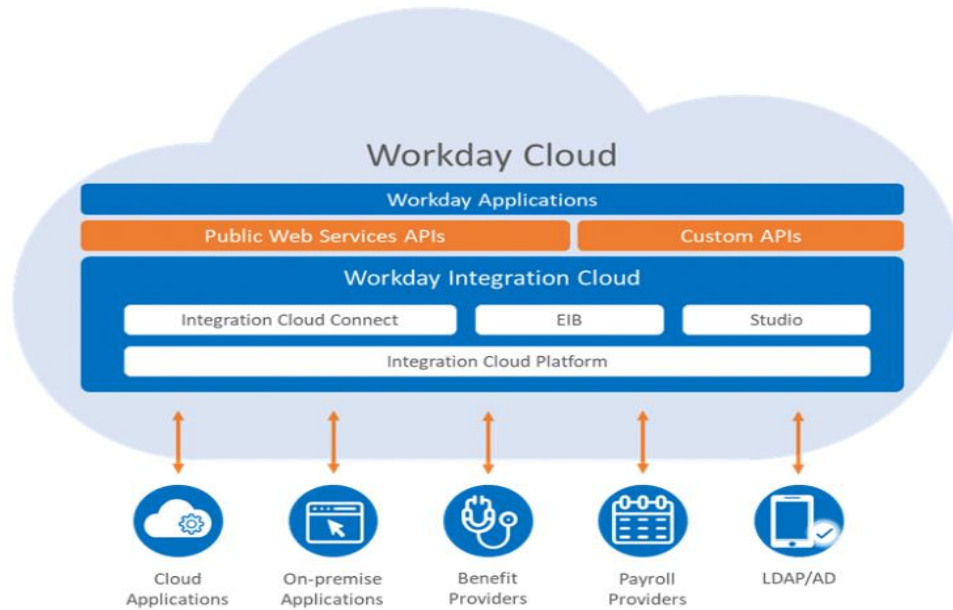 Workday Cloud
Workday Applications
Public Web Services APIs
Custom APIs
Workday Integration Cloud
Integration Cloud Connect
EIB
Studio
Integration Cloud Platform
Cloud
Applications
On-premise
Applications
Benefit
Providers
Payroll
Providers
LDAP/AD